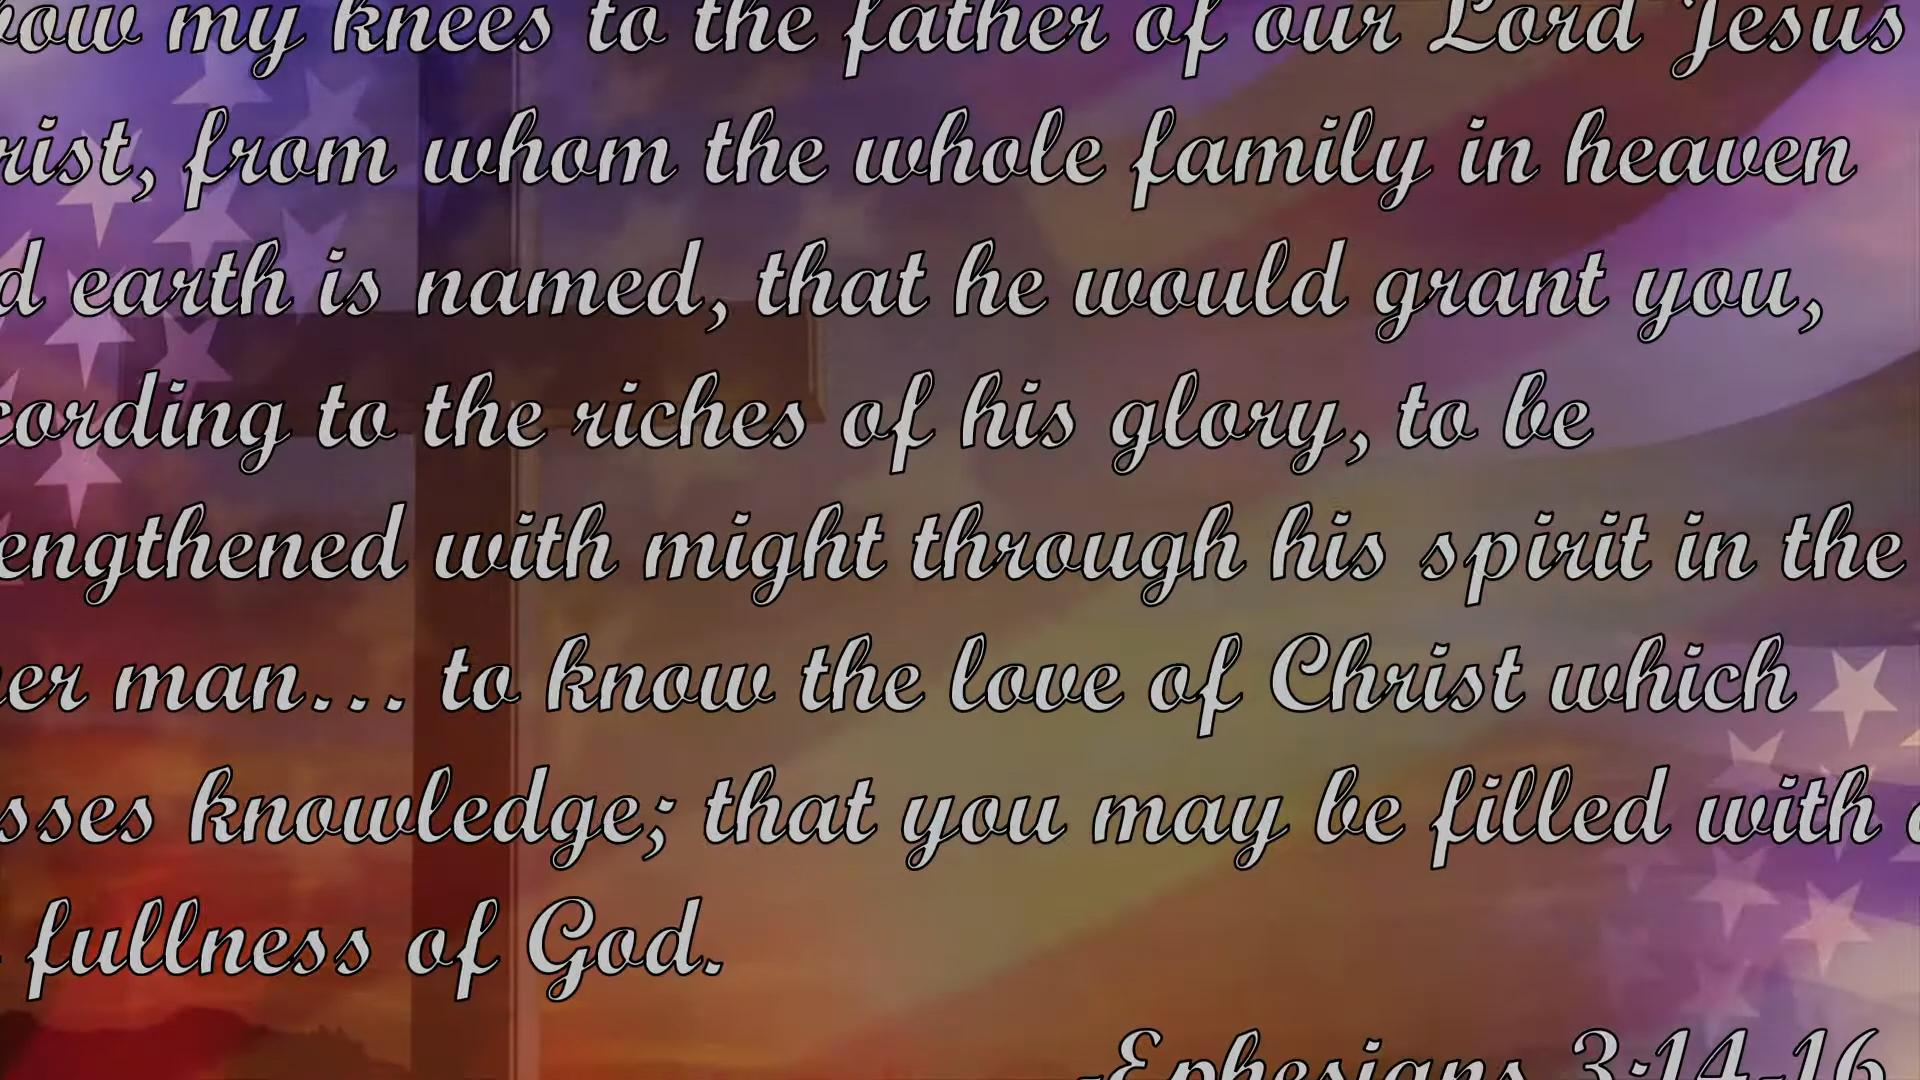 bow my knees to the father of our Lord Jesus
rist, from whom the whole family in heaven
d earth is named, that he would grant you,
cording to the riches of his glory, to be
engthened with might through his spirit in the
er man... to know the love of Christ which
sses knowledge; that you may be filled with a
fullness of God.
-Ephesians 3:14-16